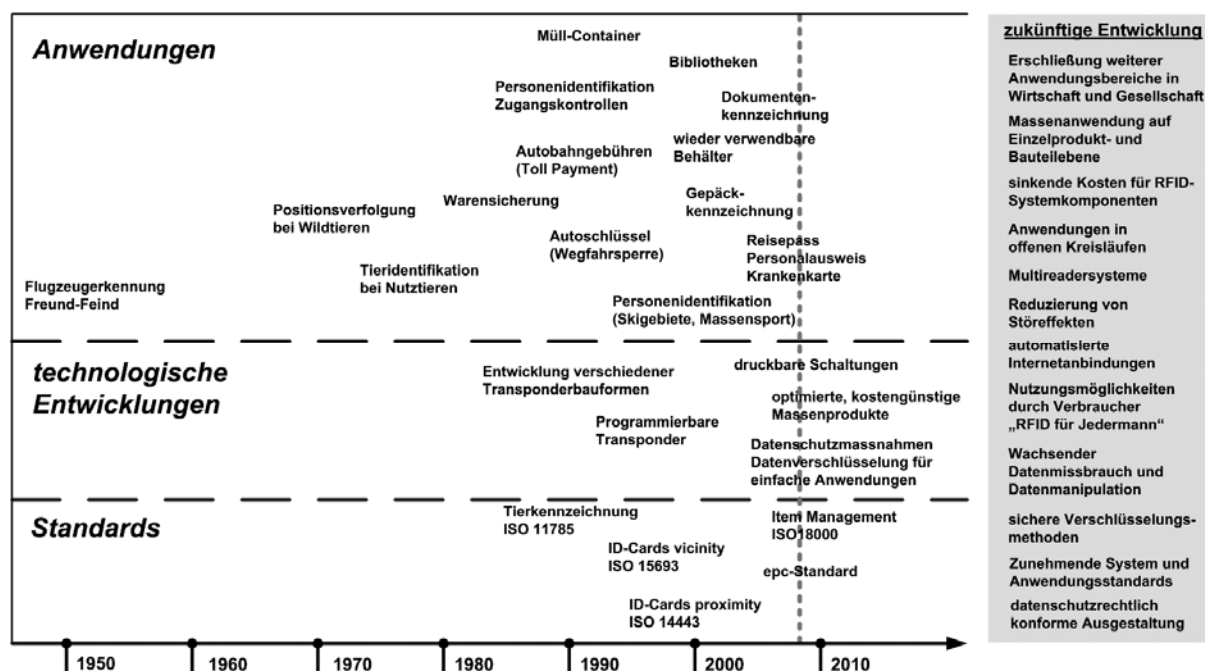 Anwendungen
Müll-Container
Bibliotheken
Personenidentifikation
Zugangskontrollen
Dokumenten-
kennzeichnung
wieder verwendbare
Behälter
Autobahngebühren
(Toll Payment)
Warensicherung
Gepäck-
kennzeichnung
Positionsverfolgung
bei Wildtieren
Autoschlüssel
(Wegfahrsperre)
Reisepass
Personalausweis
Krankenkarte
Tieridentifikation
bei Nutztieren
Flugzeugerkennung
Freund-Feind
Personenidentifikation
(Skigebiete, Massensport)
technologische
Entwicklungen
Entwicklung verschiedener
Transponderbauformen
druckbare Schaltungen
optimierte, kostengünstige
Massenprodukte
Programmierbare
Transponder
Datenschutzmassnahmen
Datenverschlüsselung für
einfache Anwendungen
Standards
Tierkennzeichnung
ISO 11785
Item Management
ISO18000
ID-Cards vicinity
ISO 15693
epc-Standard
ID-Cards proximity
ISO 14443
1950
1960
1970
1980
1990
2000
2010
zukünftige Entwicklung
Erschließung weiterer
Anwendungsbereiche in
Wirtschaft und Gesellschaft
Massenanwendung auf
Einzelprodukt- und
Bauteilebene
sinkende Kosten für RFID-
Systemkomponenten
Anwendungen in
offenen Kreisläufen
Multireadersysteme
Reduzierung von
Störeffekten
automatisierte
Internetanbindungen
Nutzungsmöglichkeiten
durch Verbraucher
„RFID für Jedermann“
Wachsender
Datenmissbrauch und
Datenmanipulation
sichere Verschlüsselungs-
methoden
Zunehmende System und
Anwendungsstandards
datenschutzrechtlich
konforme Ausgestaltung